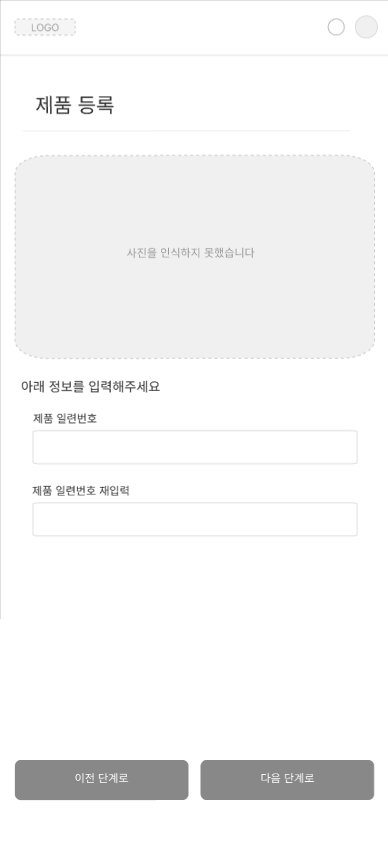 LOGO
제품 등록
사진을 인식하지 못했습니다
아래 정보를 입력해주세요
제품 일련번호
제품 일련번호 재입력
이전 단계로
다음 단계로